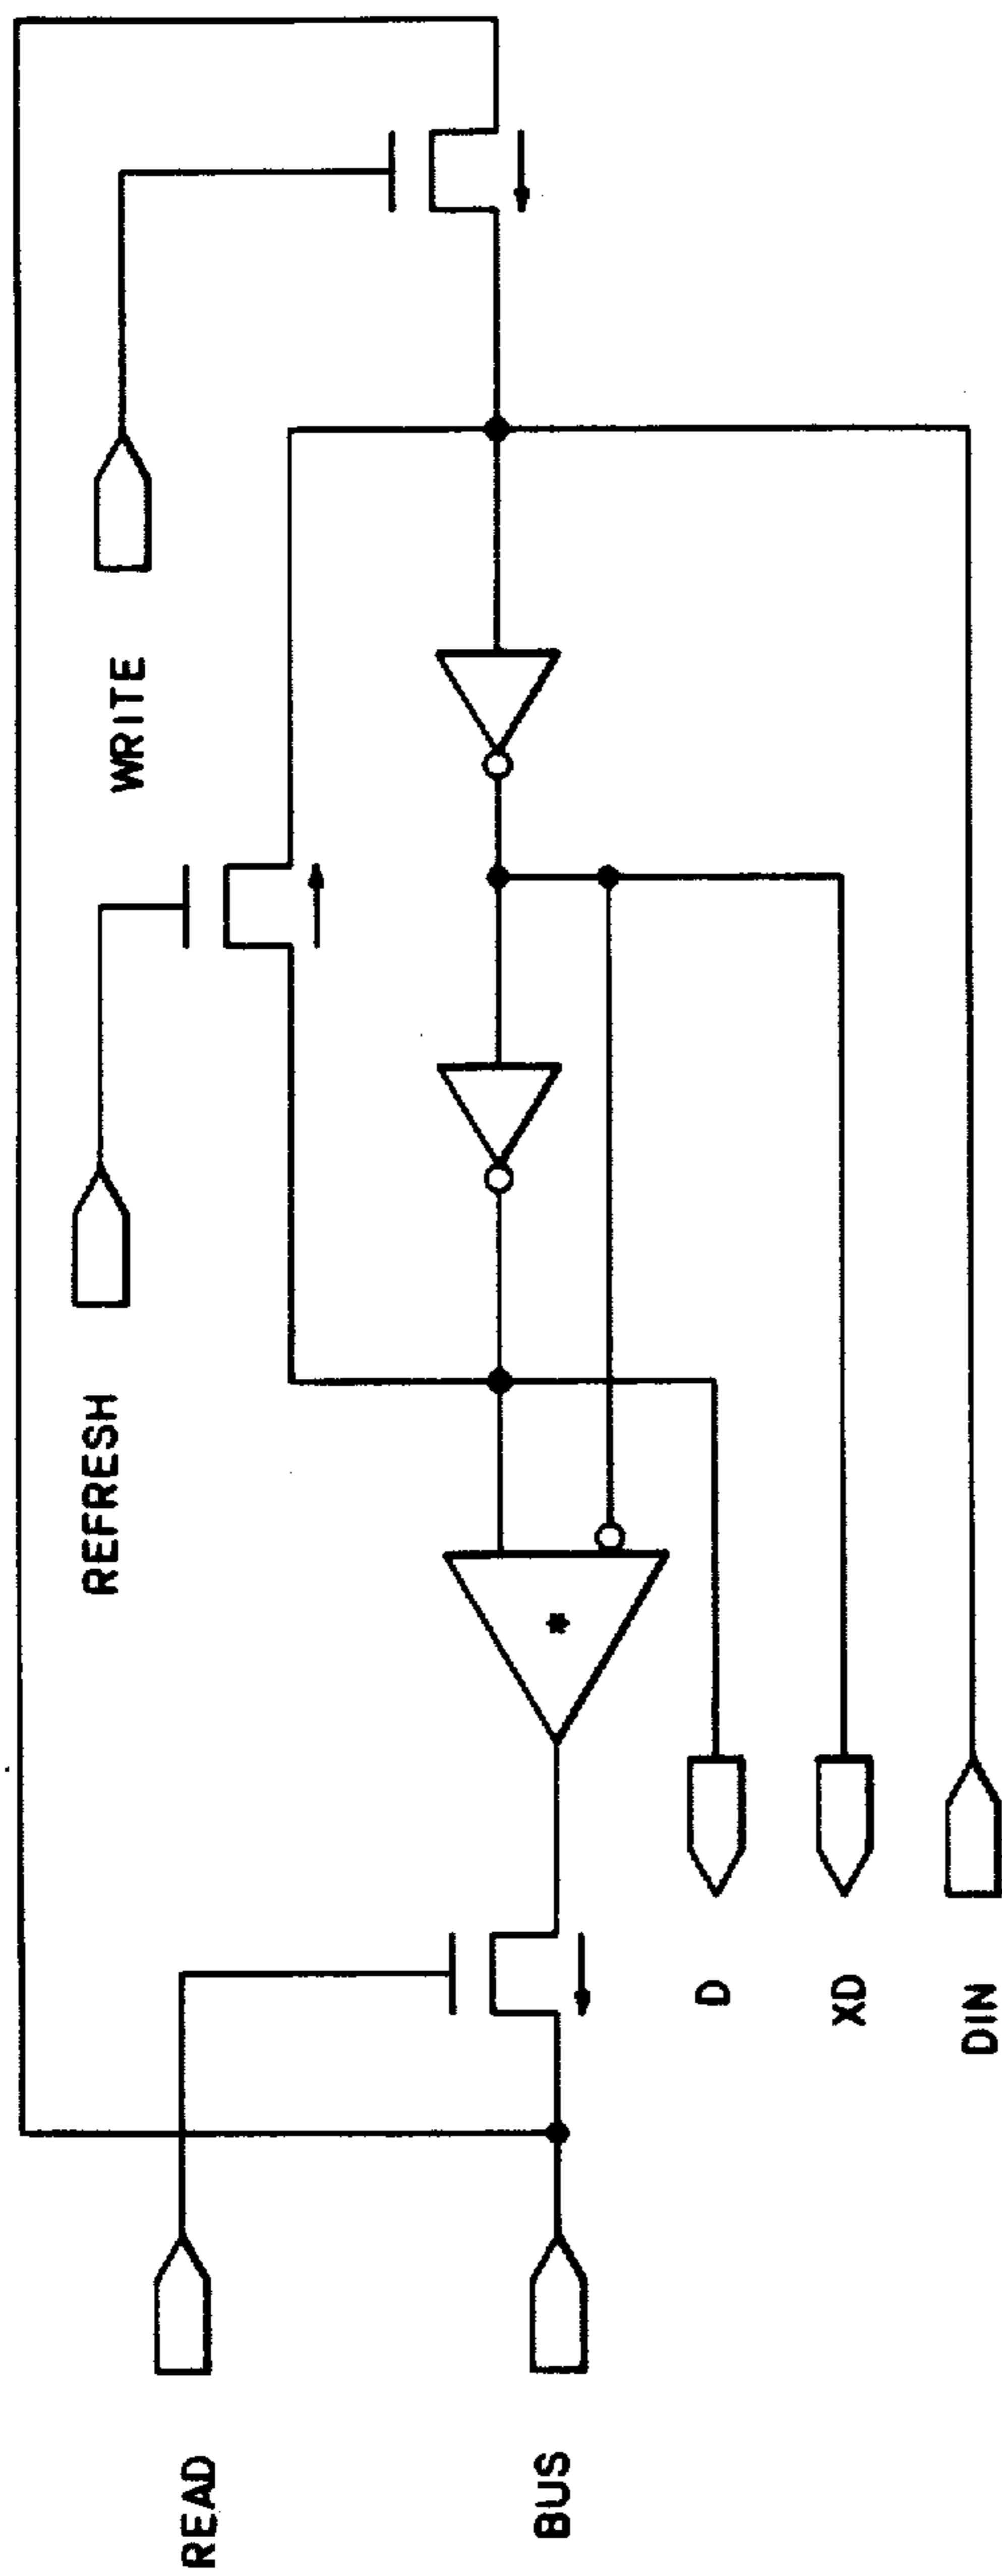 WRITE
REFRESH
*
D
XD
DIN
READ
BUS